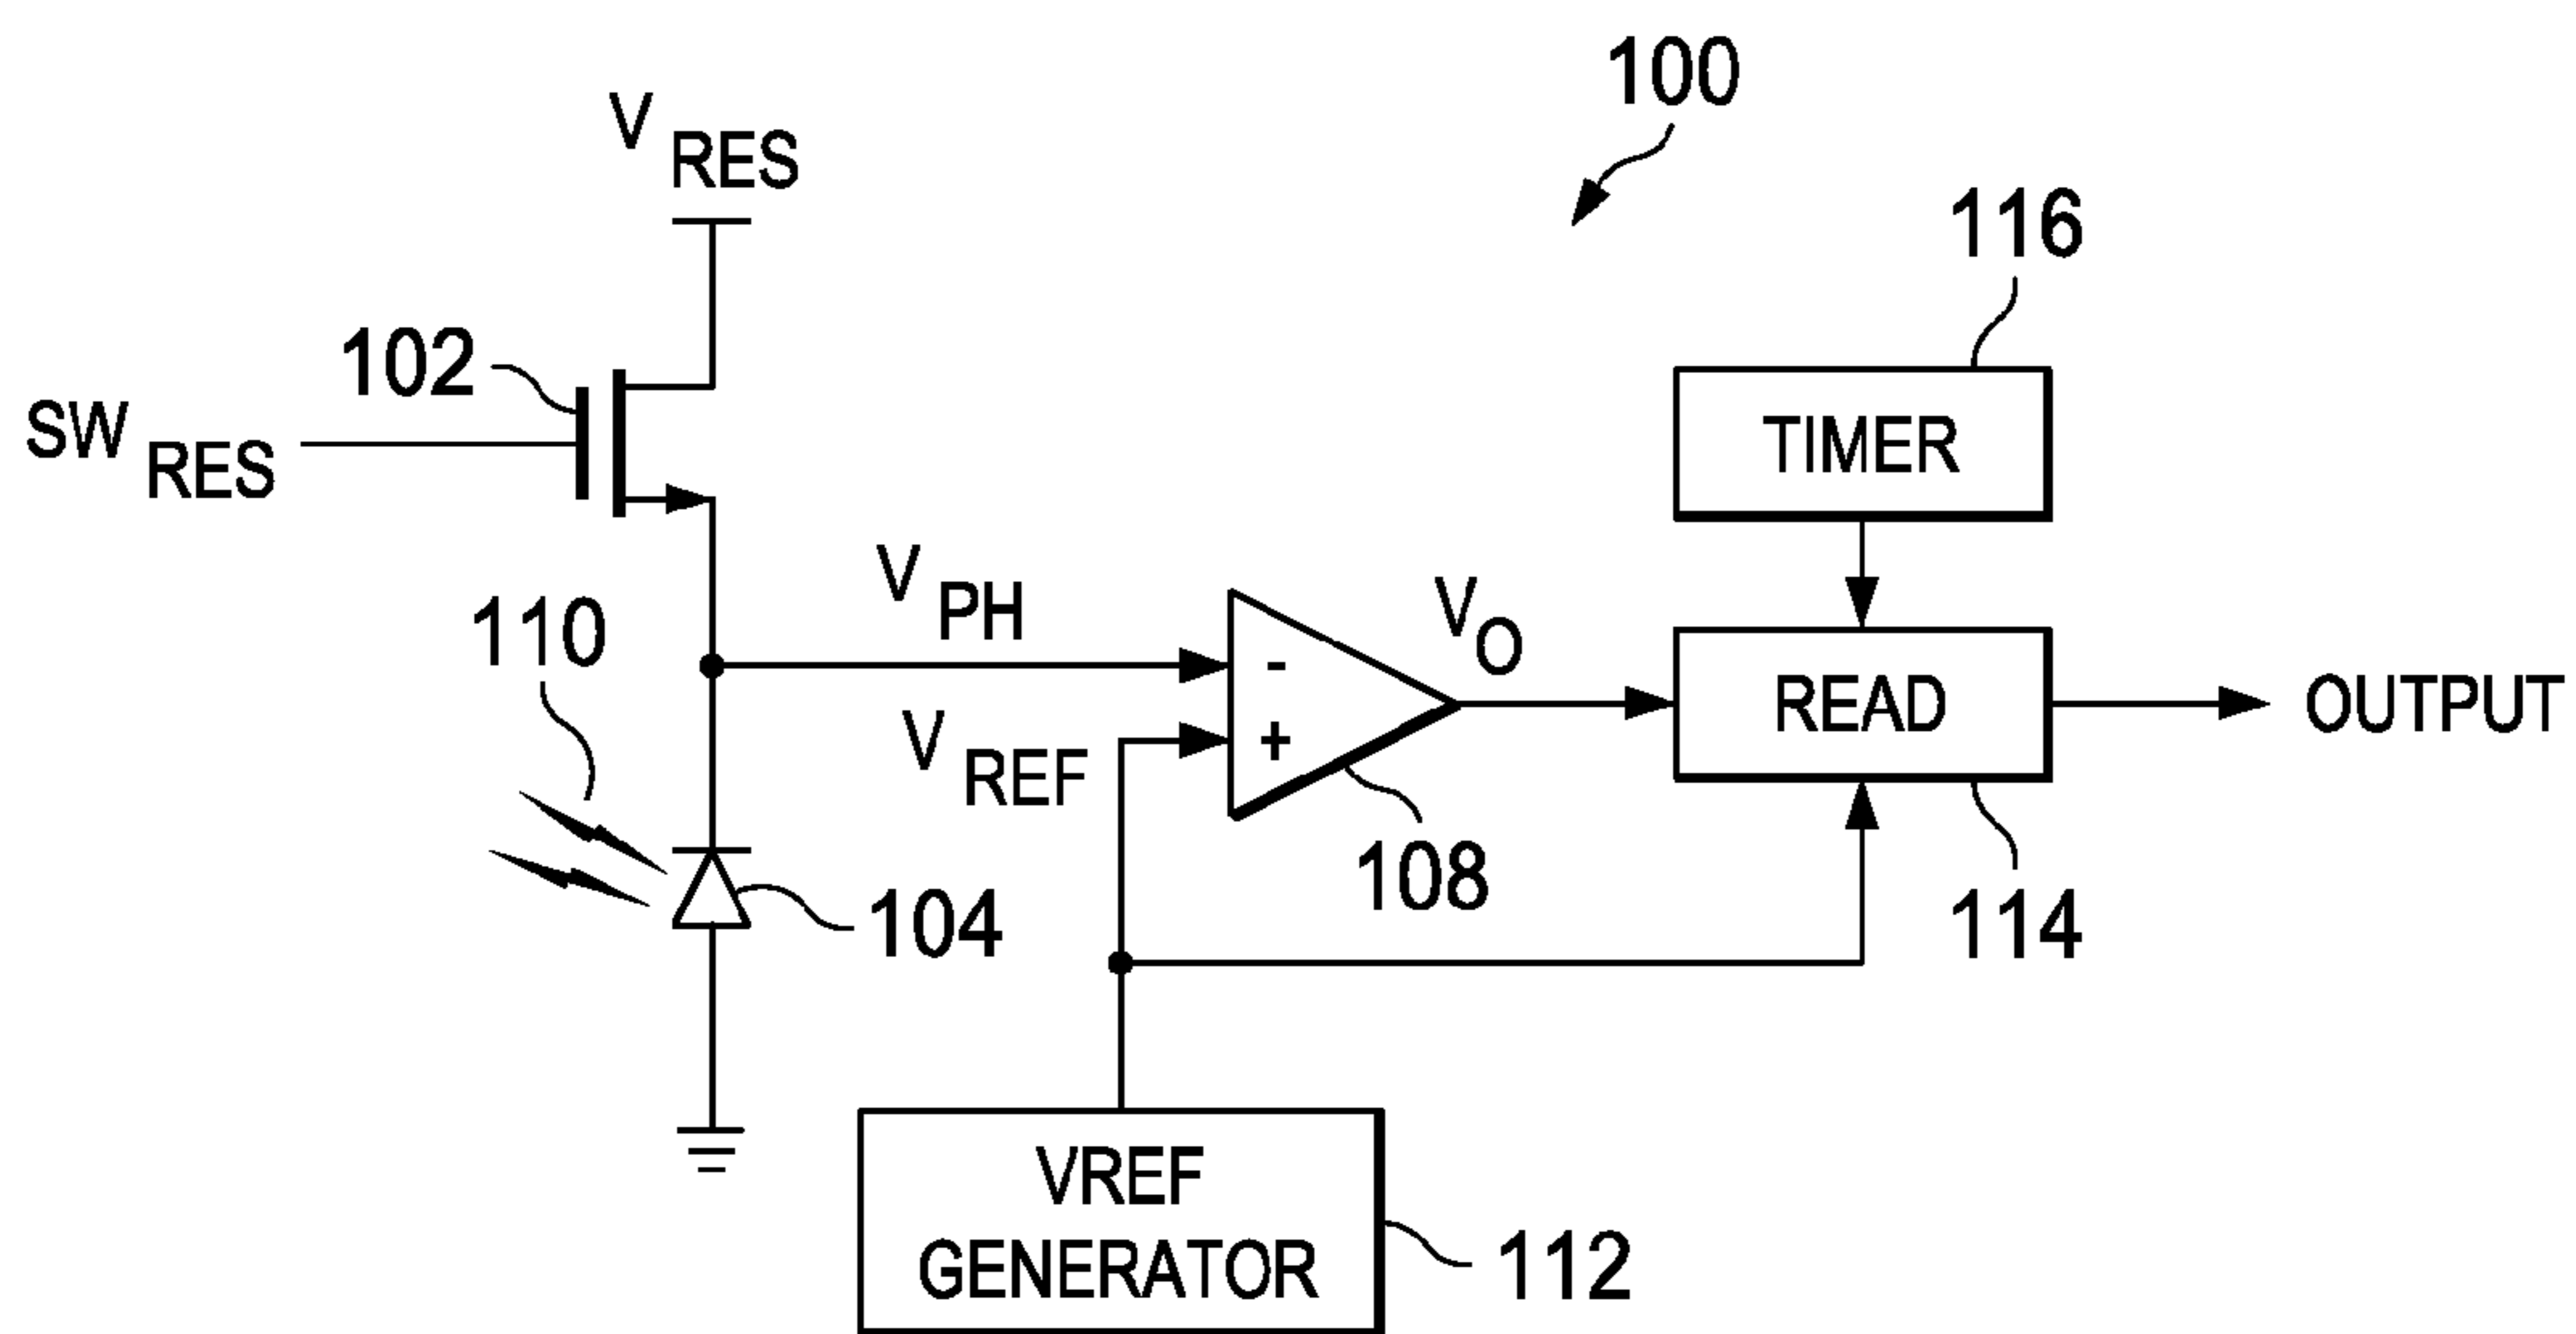 100
V RES
116
102
SW RES
TIMER
V PH
110
V O
READ
OUTPUT
V REF
-
+
108
104
114
VREF
GENERATOR
112